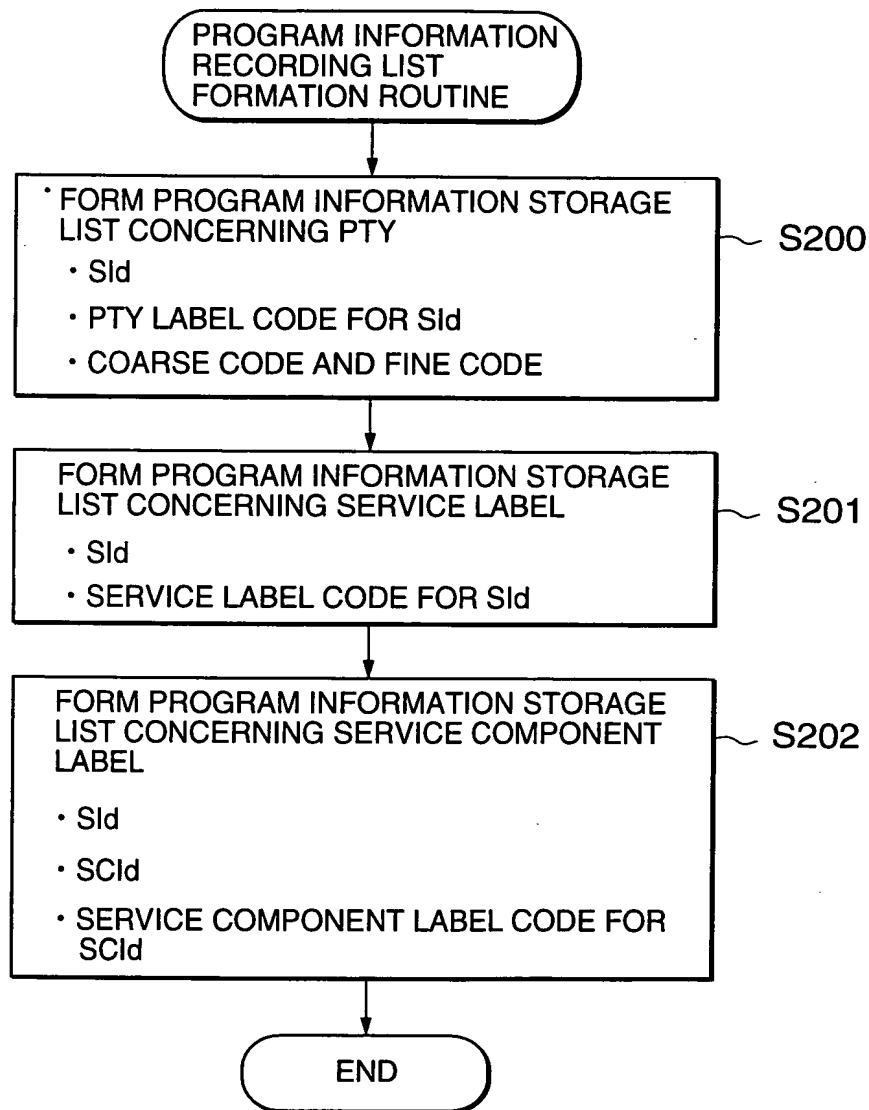 PROGRAM INFORMATION
RECORDING LIST
FORMATION ROUTINE
FORM PROGRAM INFORMATION STORAGE
LIST CONCERNING PTY
・SId
・PTY LABEL CODE FOR SId
・COARSE CODE AND FINE CODE
S200
FORM PROGRAM INFORMATION STORAGE
LIST CONCERNING SERVICE LABEL
・SId
・SERVICE LABEL CODE FOR SId
S201
FORM PROGRAM INFORMATION STORAGE
LIST CONCERNING SERVICE COMPONENT
LABEL
・SId
・SCId
・SERVICE COMPONENT LABEL CODE FOR
SCId
S202
END